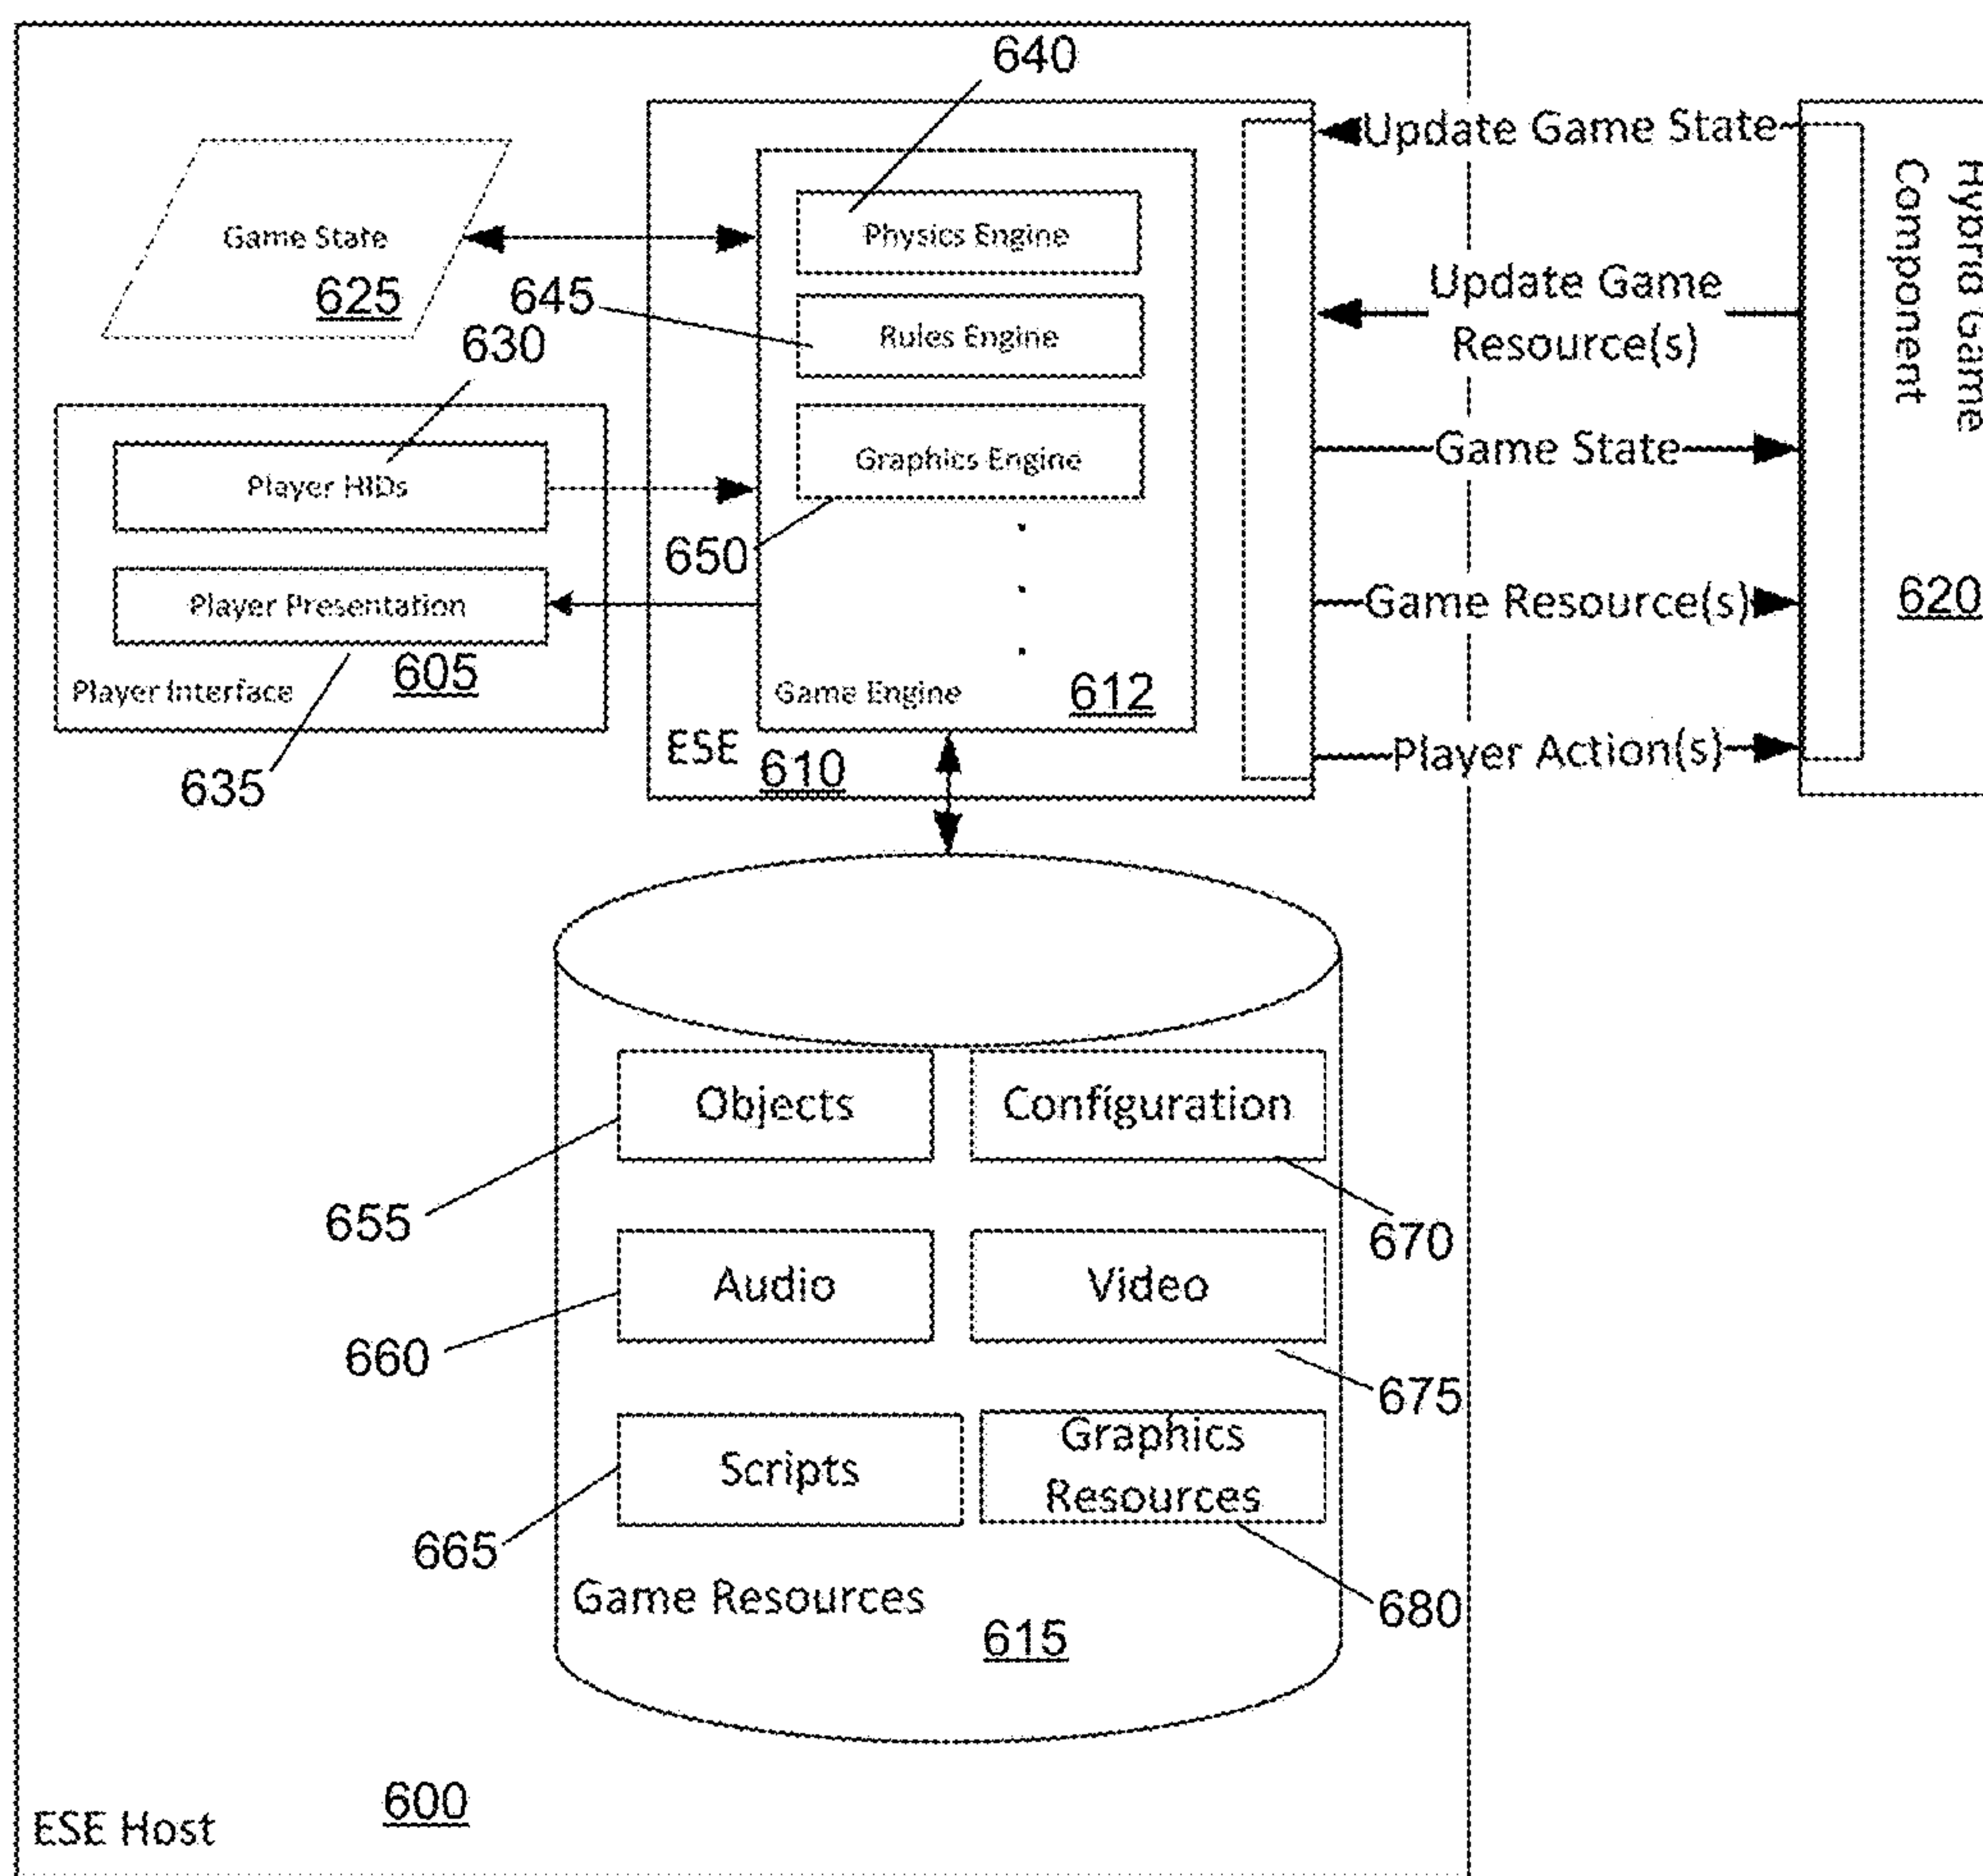 640
Update Game State
Game State
625
Physics Engine
645
Rules Engine
Update Game
Resource(s)
Hybrid Game
Component
630
Player HIDs
Graphics Engine
Game State
650
Player Presentation
605
Player Interface
635
Game Engine
612
ESE
610
Game Resource(s)
620
Player Action(s)
Objects
Configuration
655
670
Audio
Video
660
675
Scripts
Graphics
Resources
665
680
Game Resources
615
600
ESE Host